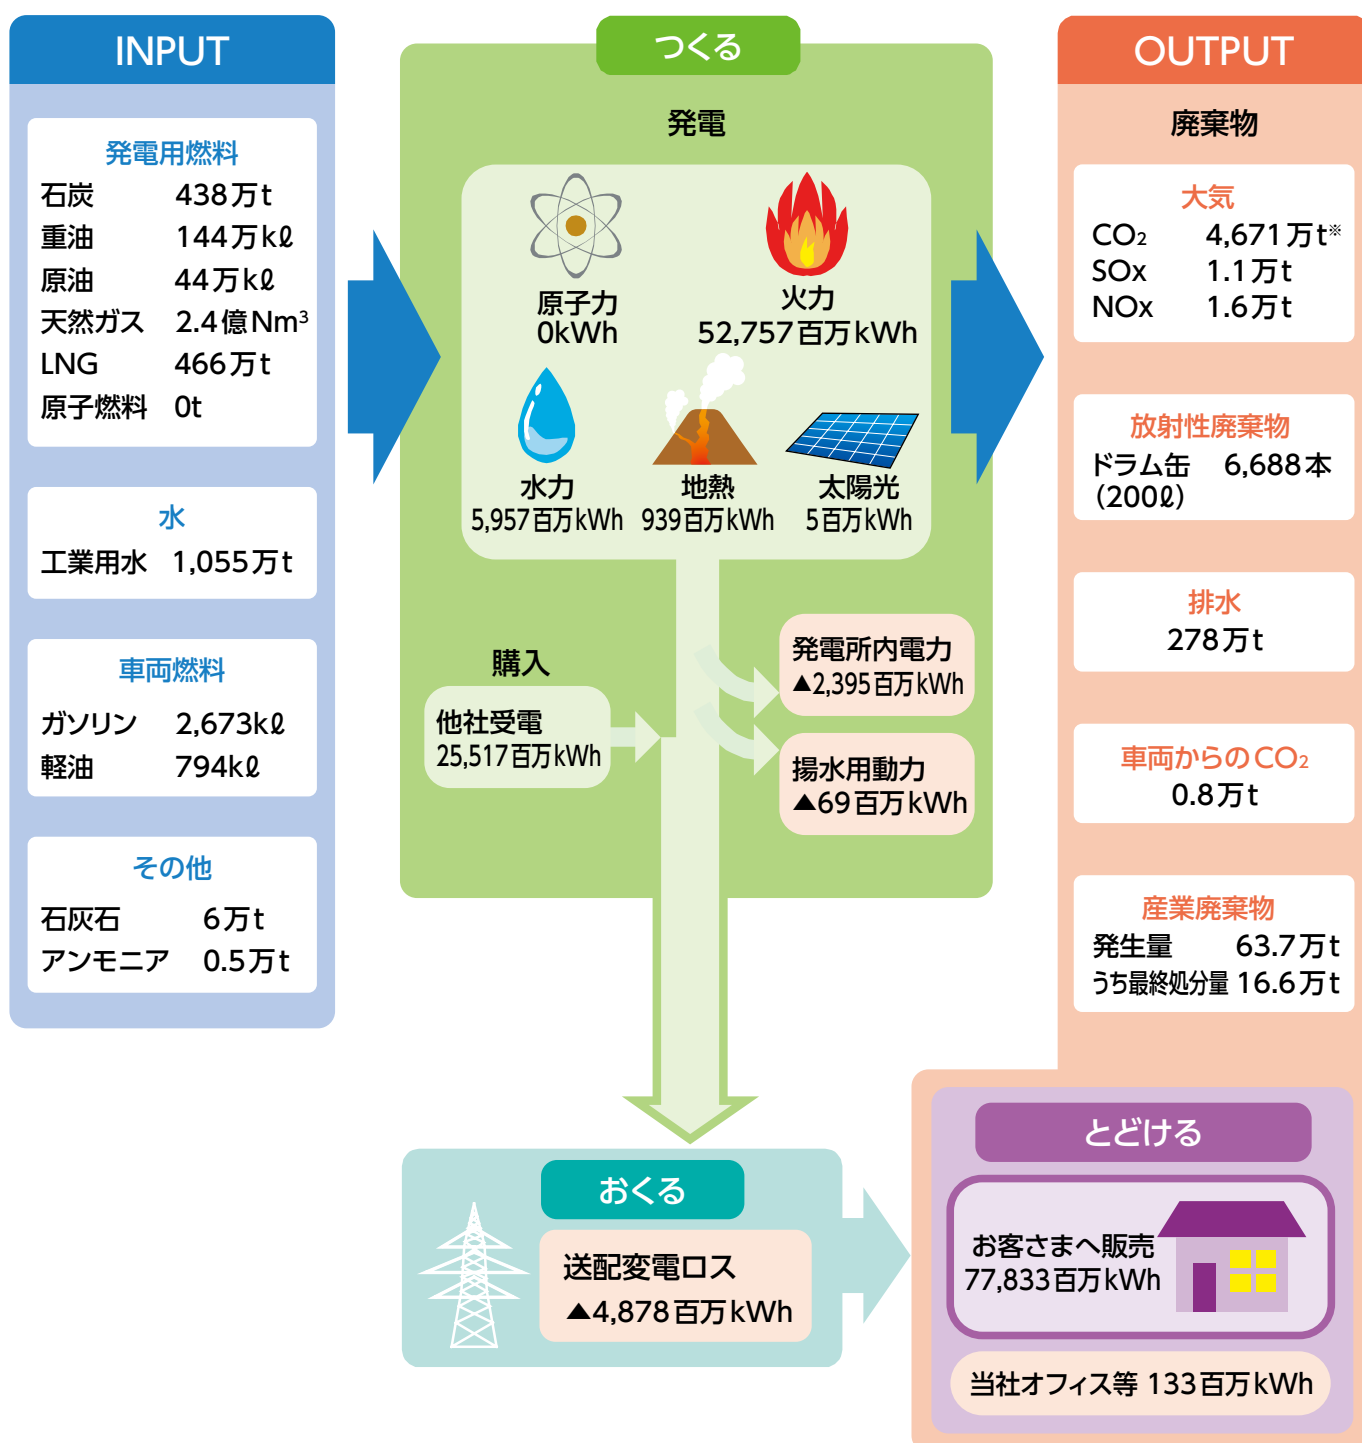 INPUT
発電用燃料
石炭 438万t
重油 144万kℓ
原油 44万kℓ
天然ガス 2.4億Nm³
LNG 466万t
原子燃料 0t
水
工業用水 1,055万t
車両燃料
ガソリン 2,673kℓ
軽油 794kℓ
その他
石灰石 6万t
アンモニア 0.5万t
つくる
発電
原子力
0kWh
火力
52,757百万kWh
水力
5,957百万kWh
地熱
939百万kWh
太陽光
5百万kWh
購入
他社受電
25,517百万kWh
発電所内電力
▲2,395百万kWh
揚水用動力
▲69百万kWh
おくる
送配変電ロス
▲4,878百万kWh
OUTPUT
廃棄物
大気
CO₂ 4,671万t※
SOx 1.1万t
NOx 1.6万t
放射性廃棄物
ドラム缶 6,688本
(200ℓ)
排水
278万t
車両からのCO₂
0.8万t
産業廃棄物
発生量 63.7万t
うち最終処分量 16.6万t
とどける
お客さまへ販売
77,833百万kWh
当社オフィス等 133百万kWh